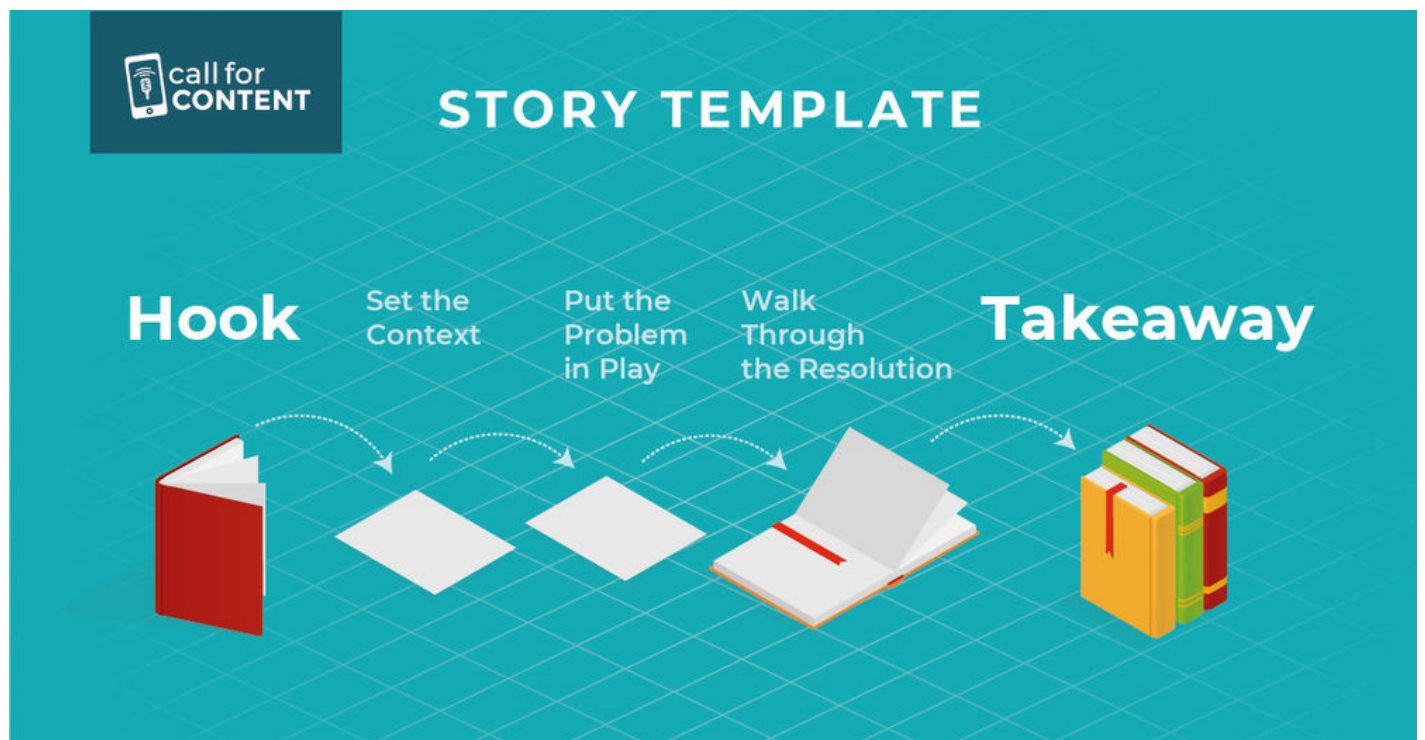 call for
CONTENT
STORY TEMPLATE
Hook
Set the
Context
Put the
Problem
in Play
Walk
Through
the Resolution
Takeaway